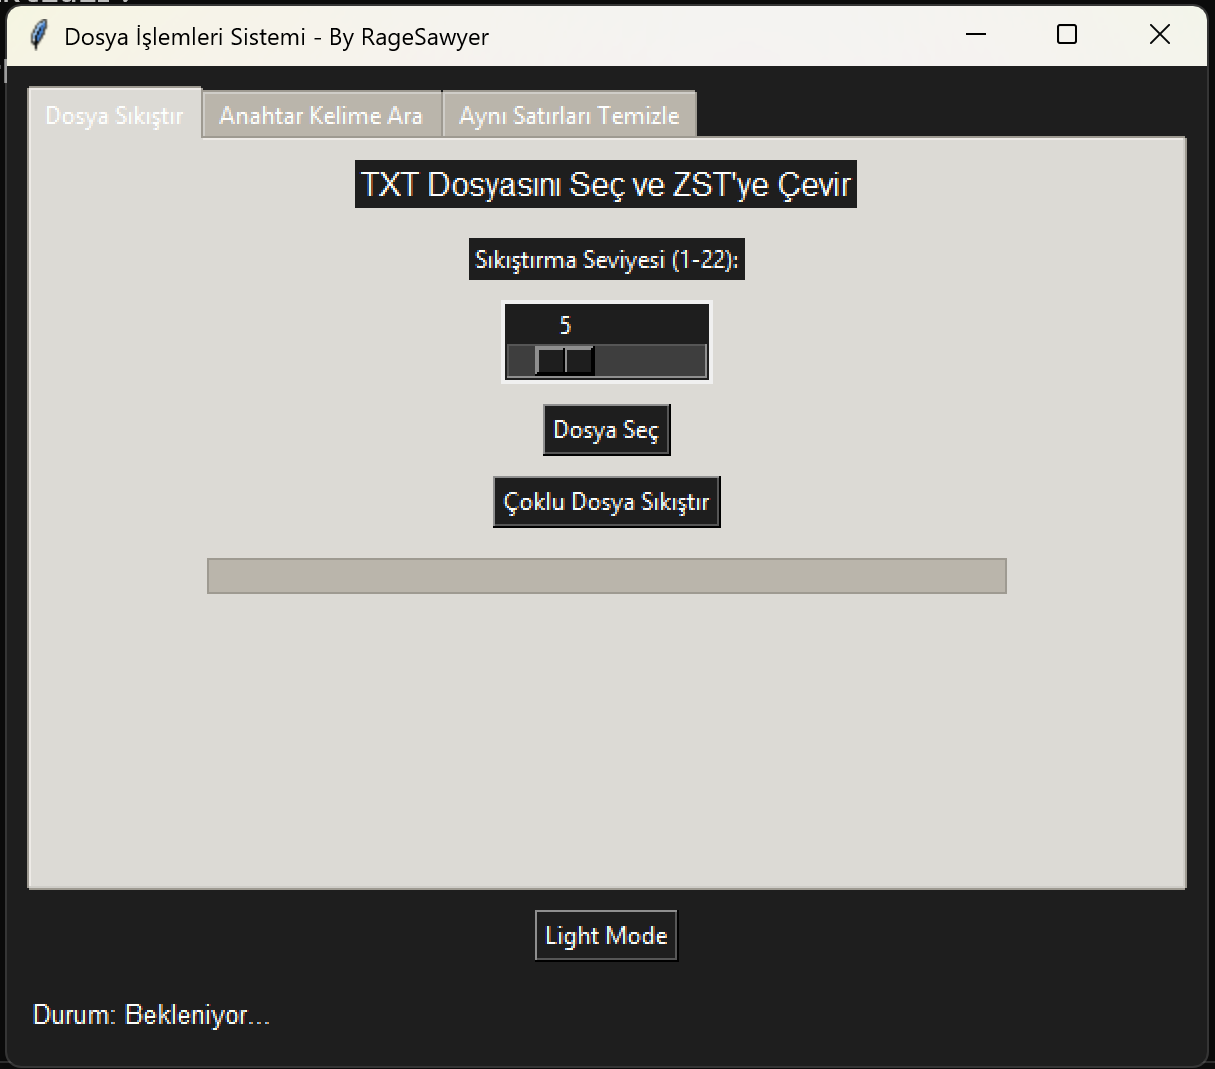 Dosya İşlemleri Sistemi - By RageSawyer
Dosya Sıkıştır Anahtar Kelime Ara Aynı Satırları Temizle
TXT Dosyasını Seç ve ZST'ye Çevir
Sıkıştırma Seviyesi (1-22):
5
Dosya Seç
Çoklu Dosya Sıkıştır
Light Mode
Durum: Bekleniyor...